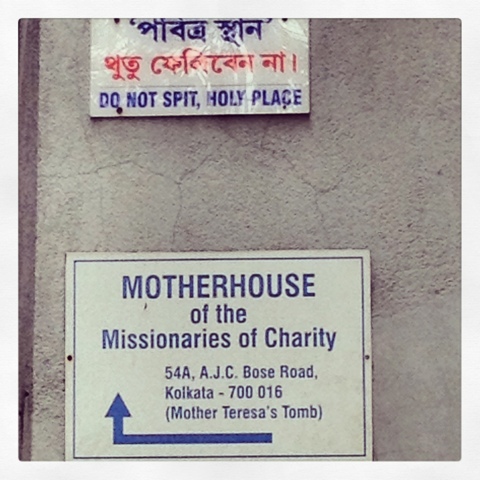 'পবিত্র স্থান'
থুতু ফেলিবেন না।
DO NOT SPIT, HOLY PLACE
MOTHERHOUSE
of the
Missionaries of Charity
54A, A.J.C. Bose Road,
Kolkata - 700 016
(Mother Teresa's Tomb)